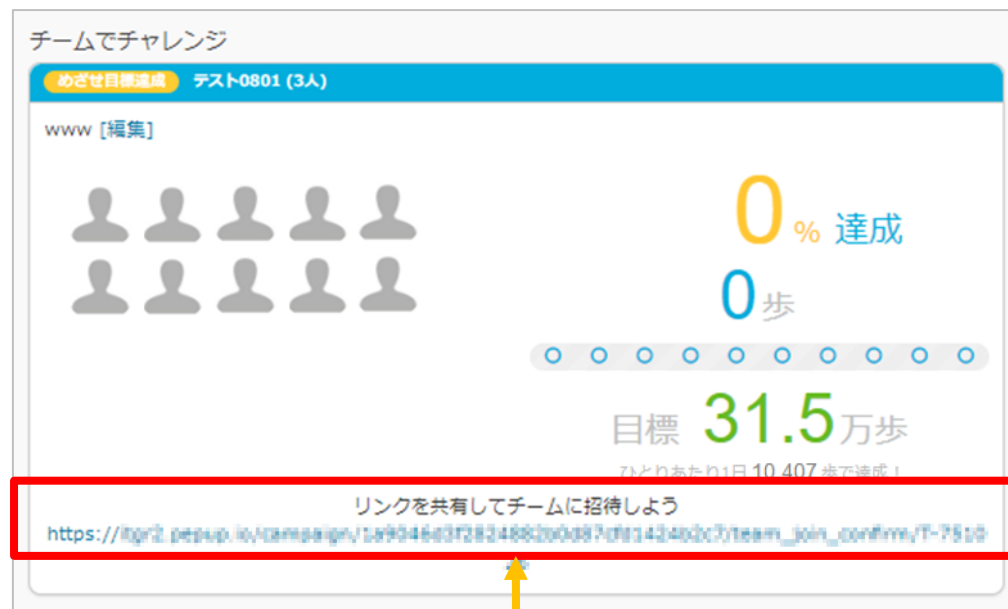 チームでチャレンジ
めざせ目標達成 テスト0801 (3人)
www [編集]
0 % 達成
0 歩
目標 31.5万歩
ひとりあたり1日 10,407 歩で達成！
リンクを共有してチームに招待しよう
https://